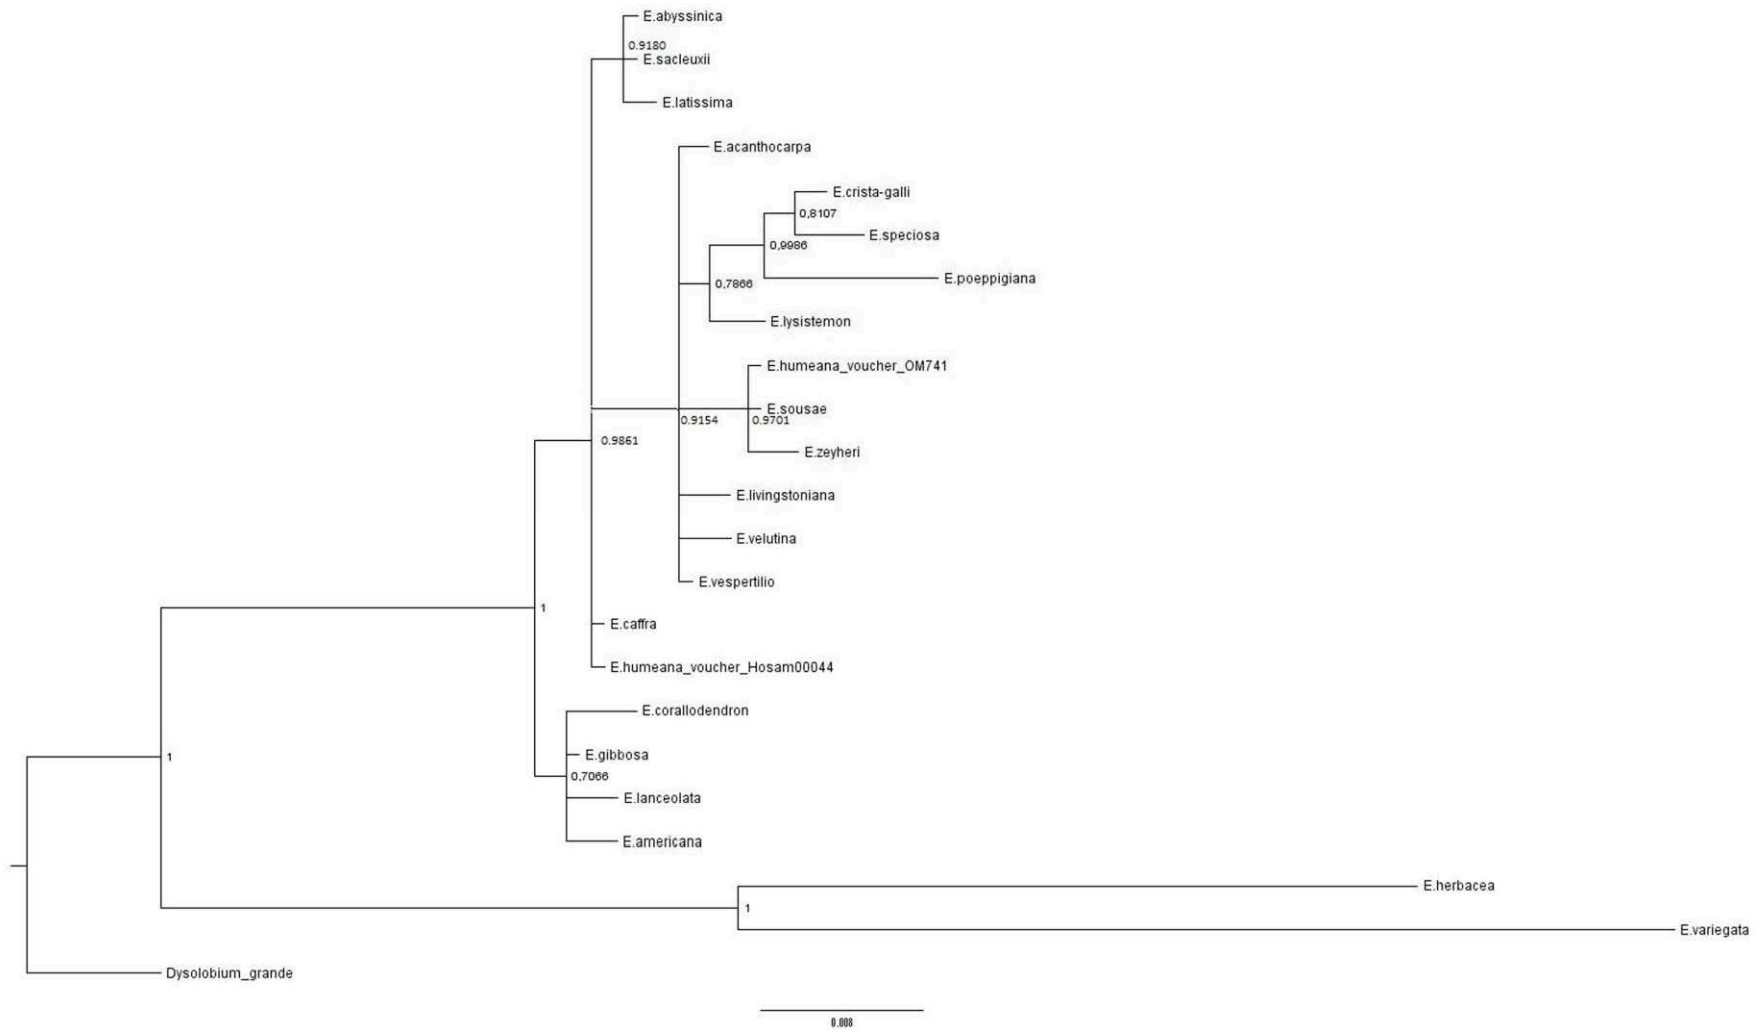 E.abyssinica
0.9180
E.sacleuxii
E.latissima
E.acanthocarpa
E.crista-galli
0,8107
E.speciosa
0,9986
E.poeppigiana
0,7866
E.lysistemon
E.humeana_voucher_OM741
E.sousae
0.9154
0.9701
0.9861
E.zeyheri
E.livingstoniana
E.velutina
E.vespertilio
1
E.caffra
E.humeana_voucher_Hosam00044
E.corallodendron
1
E.gibbosa
0,7066
E.lanceolata
E.americana
E.herbacea
1
E.variegata
Dysolobium_grande
0.008